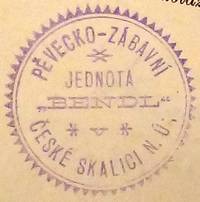 PĚVECKO-ZÁBAVNÍ
JEDNOTA
„BENDL"
ČESKÉ SKALICI N. Ú.